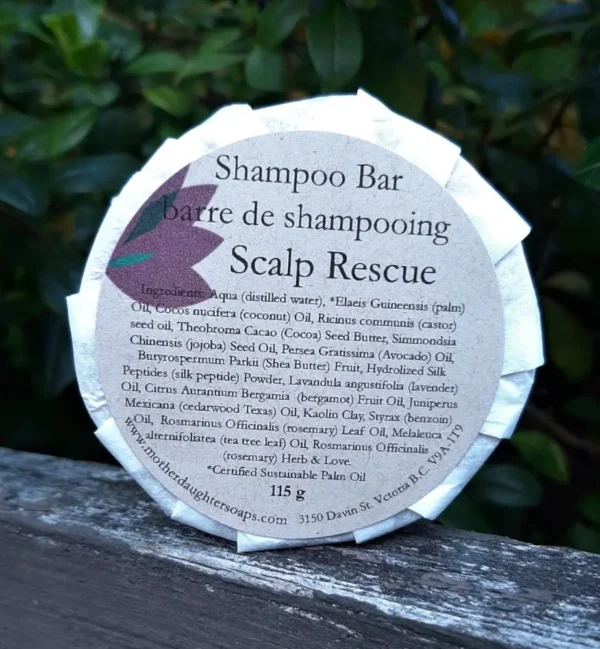 Shampoo Bar
barre de shampooing
Scalp Rescue
Ingredients: Aqua (distilled water), *Elaeis Guineensis (palm)
Oil, Cocos nucifera (coconut) Oil, Ricinus communis (castor)
seed oil, Theobroma Cacao (Cocoa) Seed Butter, Simmondsia
Chinensis (jojoba) Seed Oil, Persea Gratissima (Avocado) Oil,
Butyrospermum Parkii (Shea Butter) Fruit, Hydrolized Silk
Peptides (silk peptide) Powder, Lavandula angustifolia (lavender)
Oil, Citrus Aurantium Bergamia (bergamot) Fruit Oil, Juniperus
Mexicana (cedarwood Texas) Oil, Kaolin Clay, Styrax (benzoin)
Oil, Rosmarinus Officinalis (rosemary) Leaf Oil, Melaleuca
alternifoliatea (tea tree leaf) Oil, Rosmarinus Officinalis
(rosemary) Herb & Love.
*Certified Sustainable Palm Oil
115 g
www.motherdaughtersoaps.com 3150 Davin St. Vctoria B.C. V9A 1T9